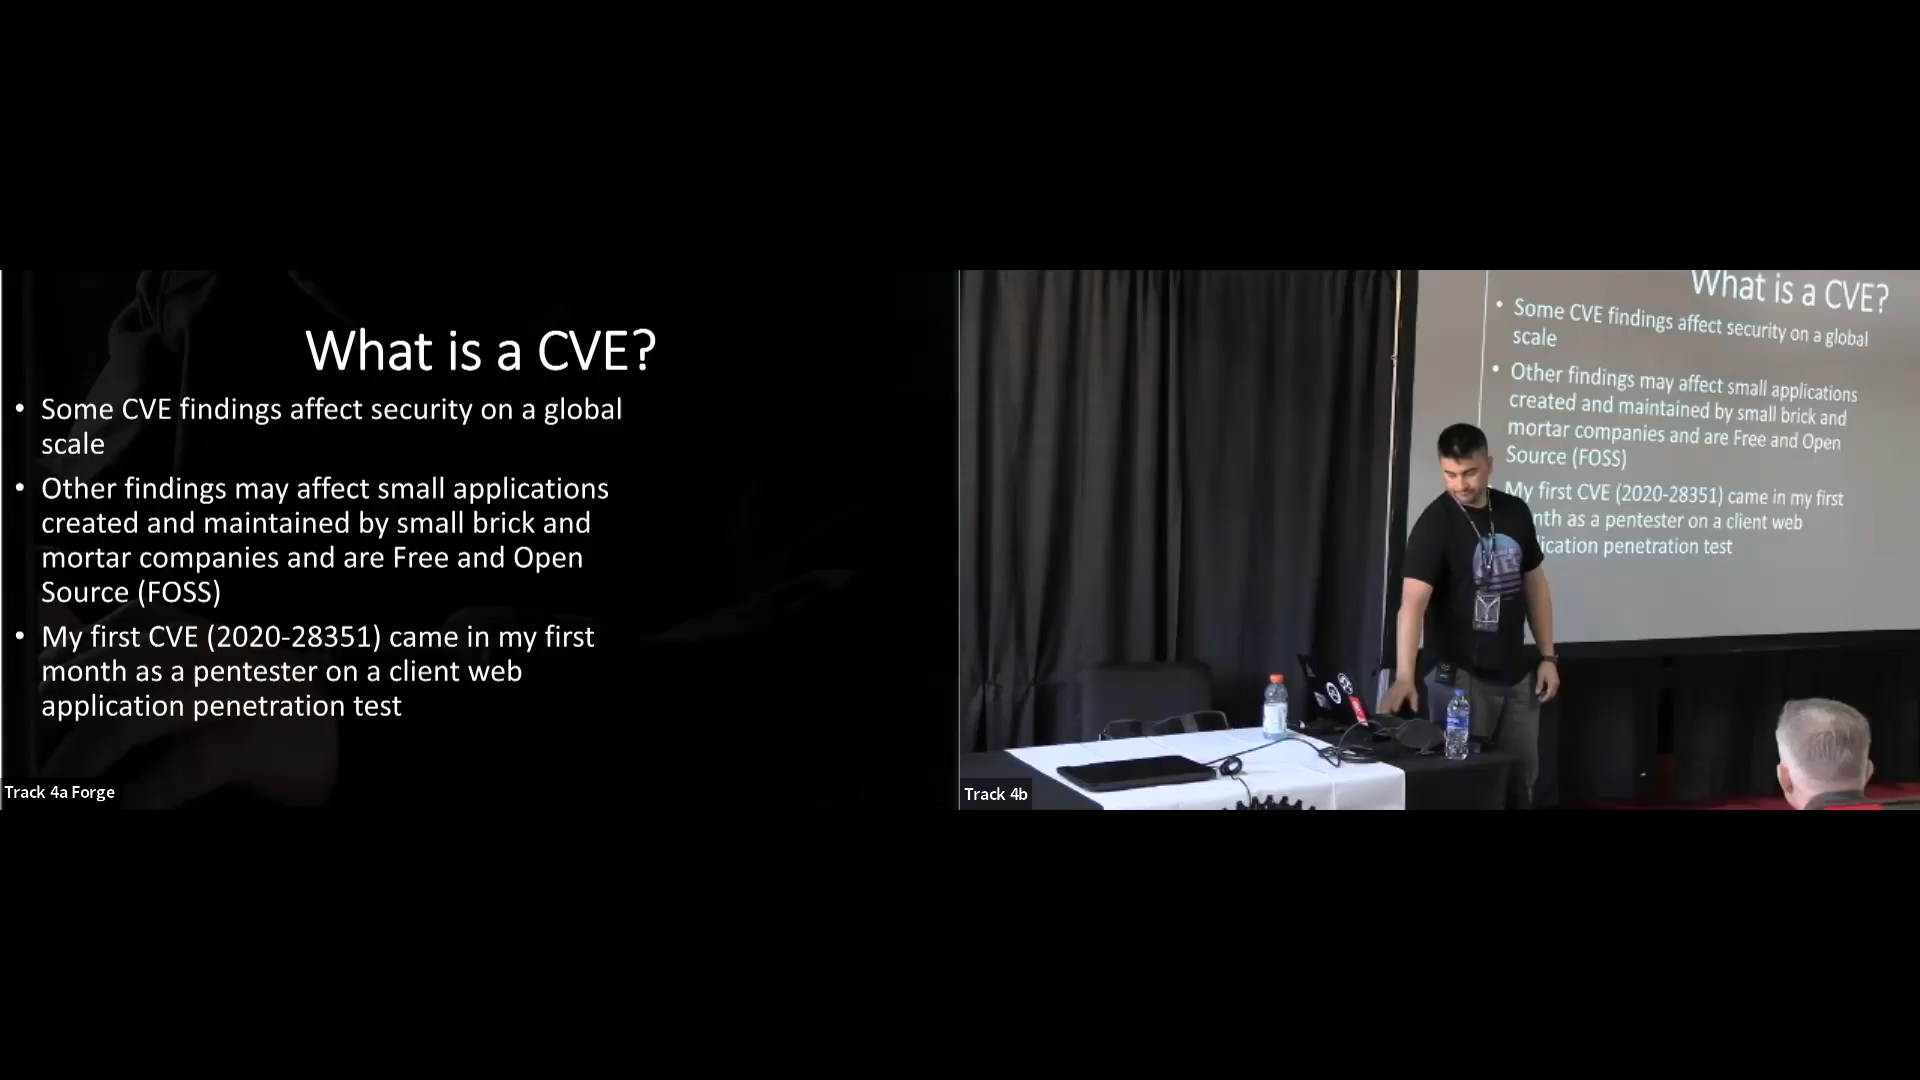 What is a CVE?
• Some CVE findings affect security on a global
scale
• Other findings may affect small applications
created and maintained by small brick and
mortar companies and are Free and Open
Source (FOSS)
• My first CVE (2020-28351) came in my first
month as a pentester on a client web
application penetration test
Track 4a Forge
What is a CVE?
• Some CVE findings affect security on a global
scale
• Other findings may affect small applications
created and maintained by small brick and
mortar companies and are Free and Open
Source (FOSS)
My first CVE (2020-28351) came in my first
nth as a pentester on a client web
lication penetration test
Track 4b